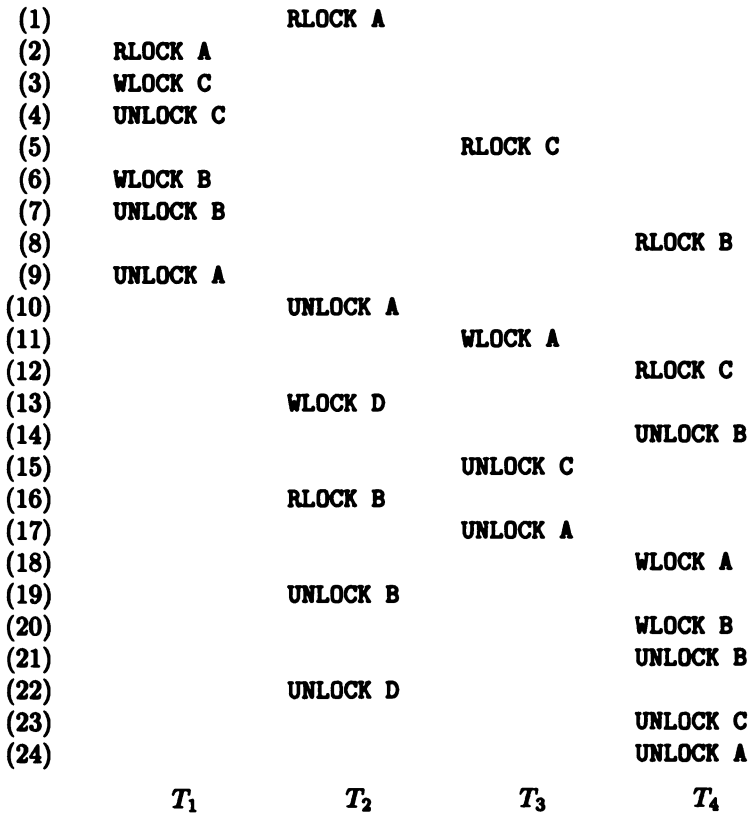 (1) RLOCK A
(2) RLOCK A
(3) WLOCK C
(4) UNLOCK C
(5) RLOCK C
(6) WLOCK B
(7) UNLOCK B
(8) RLOCK B
(9) UNLOCK A
(10) UNLOCK A
(11) WLOCK A
(12) RLOCK C
(13) WLOCK D
(14) UNLOCK B
(15) UNLOCK C
(16) RLOCK B
(17) UNLOCK A
(18) WLOCK A
(19) UNLOCK B
(20) WLOCK B
(21) UNLOCK B
(22) UNLOCK D
(23) UNLOCK C
(24) UNLOCK A
T₁ T₂ T₃ T₄